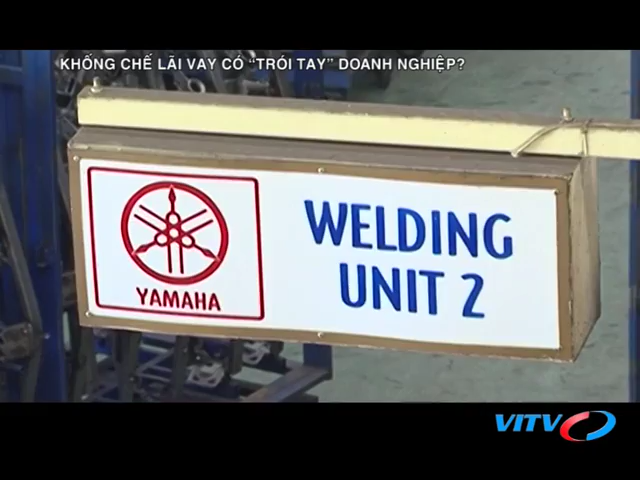 KHỐNG CHẾ LÃI VAY CÓ “TRÓI TAY” DOANH NGHIỆP?
WELDING
UNIT 2
YAMAHA
VITV